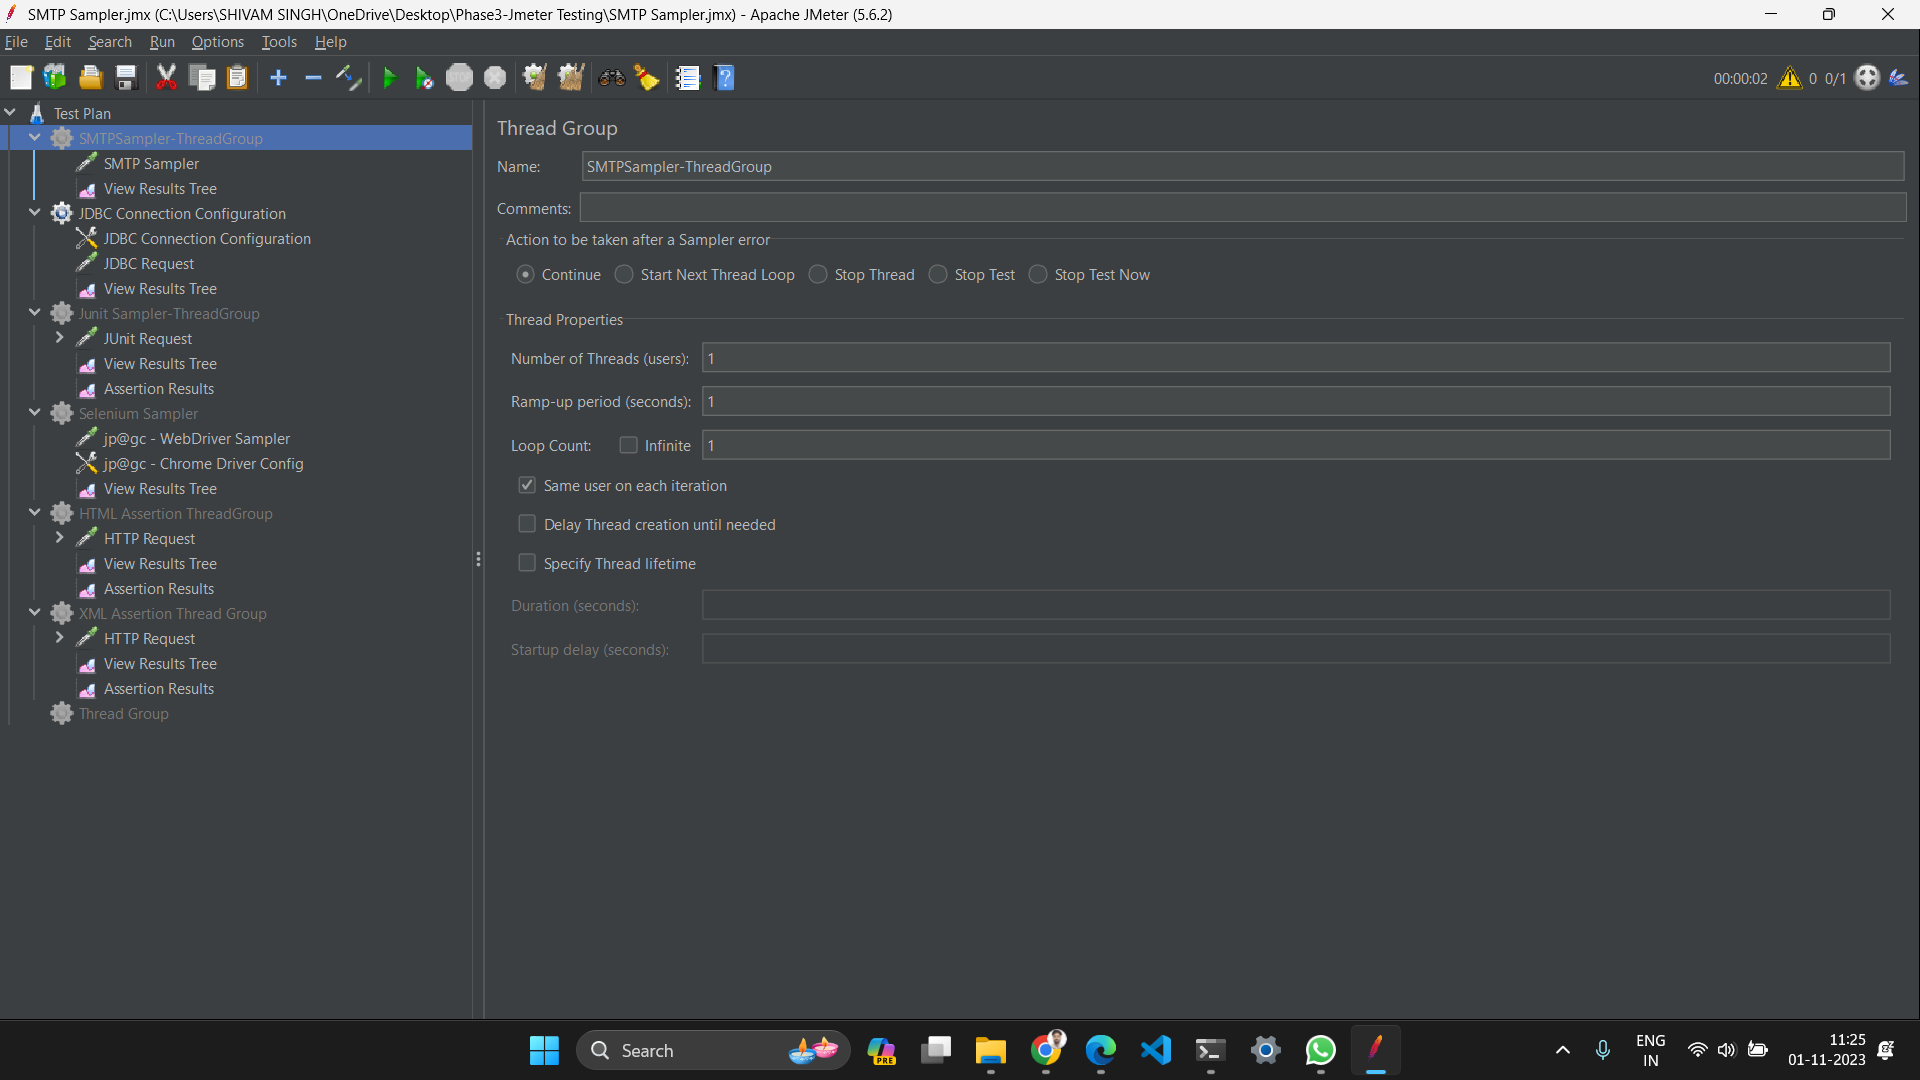 SMTP Sampler.jmx (C:\Users\SHIVAM SINGH\OneDrive\Desktop\Phase3-Jmeter Testing\SMTP Sampler.jmx) - Apache JMeter (5.6.2)
File Edit Search Run Options Tools Help
STOP
00:00:02 0 0/1
Test Plan
SMTPSampler-ThreadGroup
SMTP Sampler
View Results Tree
JDBC Connection Configuration
JDBC Connection Configuration
JDBC Request
View Results Tree
Junit Sampler-ThreadGroup
JUnit Request
View Results Tree
Assertion Results
Selenium Sampler
jp@gc - WebDriver Sampler
jp@gc - Chrome Driver Config
View Results Tree
HTML Assertion ThreadGroup
HTTP Request
View Results Tree
Assertion Results
XML Assertion Thread Group
HTTP Request
View Results Tree
Assertion Results
Thread Group
Thread Group
Name: SMTPSampler-ThreadGroup
Comments:
Action to be taken after a Sampler error
Continue Start Next Thread Loop Stop Thread Stop Test Stop Test Now
Thread Properties
Number of Threads (users): 1
Ramp-up period (seconds): 1
Loop Count: Infinite 1
Same user on each iteration
Delay Thread creation until needed
Specify Thread lifetime
Duration (seconds):
Startup delay (seconds):
Search
PRE
ENG
IN
11:25
01-11-2023